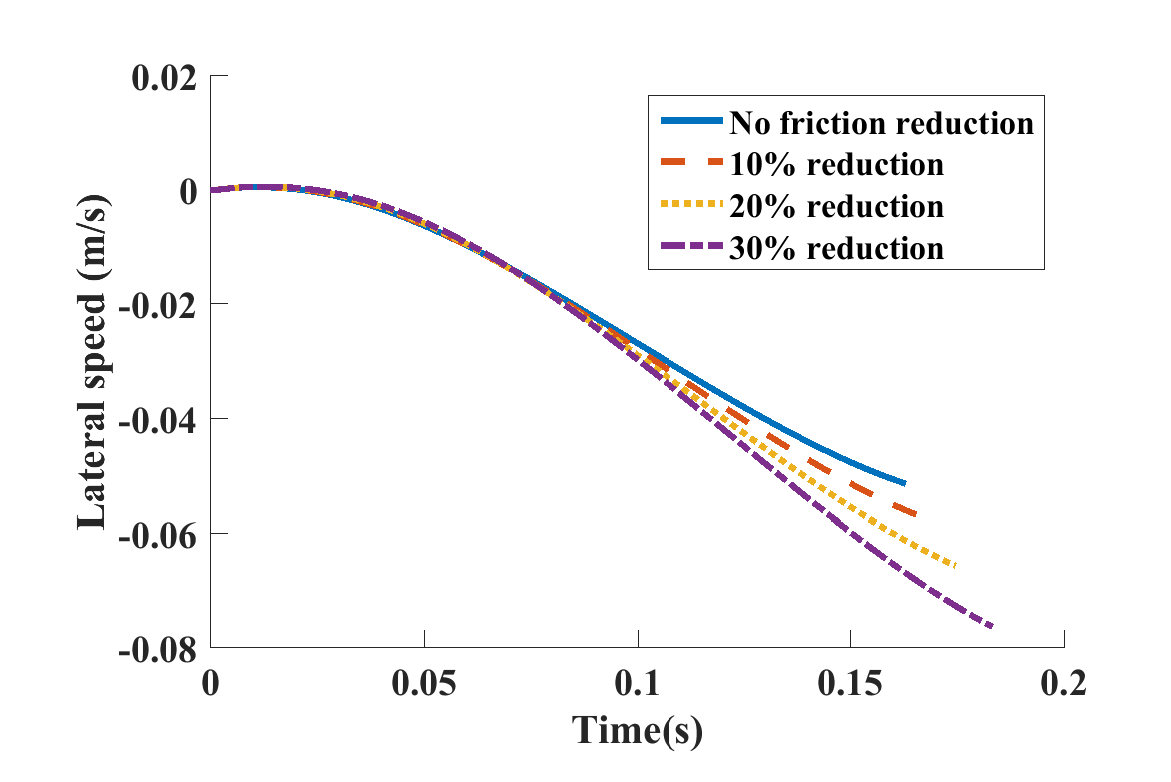 0.02
0
-0.02
-0.04
-0.06
-0.08
Lateral speed (m/s)
No friction reduction
10% reduction
20% reduction
30% reduction
0 0.05 0.1 0.15 0.2
Time(s)